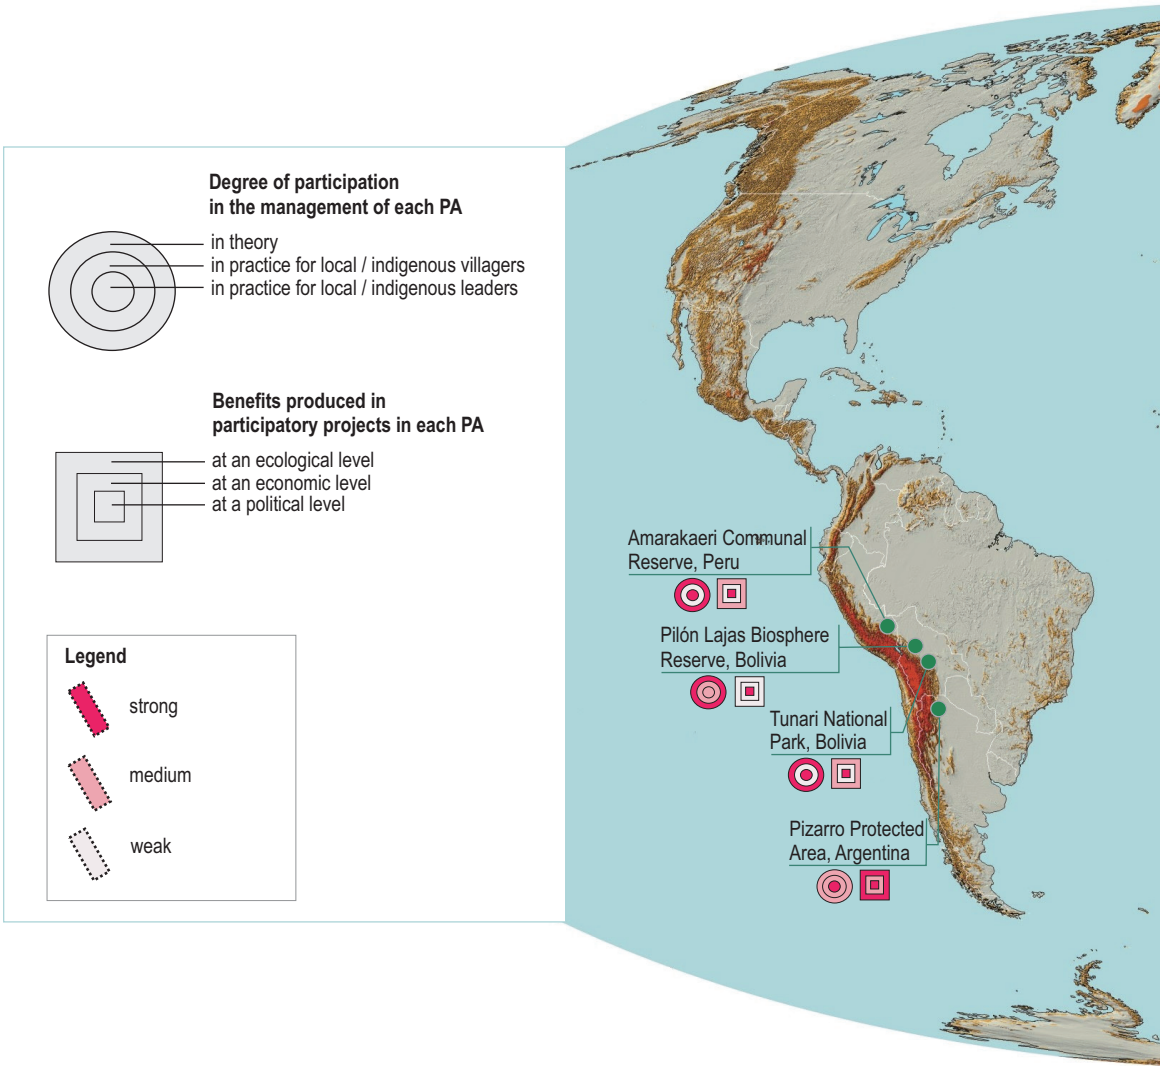 Degree of participation
in the management of each PA
in theory
in practice for local / indigenous villagers
in practice for local / indigenous leaders
Benefits produced in
participatory projects in each PA
at an ecological level
at an economic level
at a political level
Legend
strong
medium
weak
Amarakaeri Communal
Reserve, Peru
Pilón Lajas Biosphere
Reserve, Bolivia
Tunari National
Park, Bolivia
Pizarro Protected
Area, Argentina